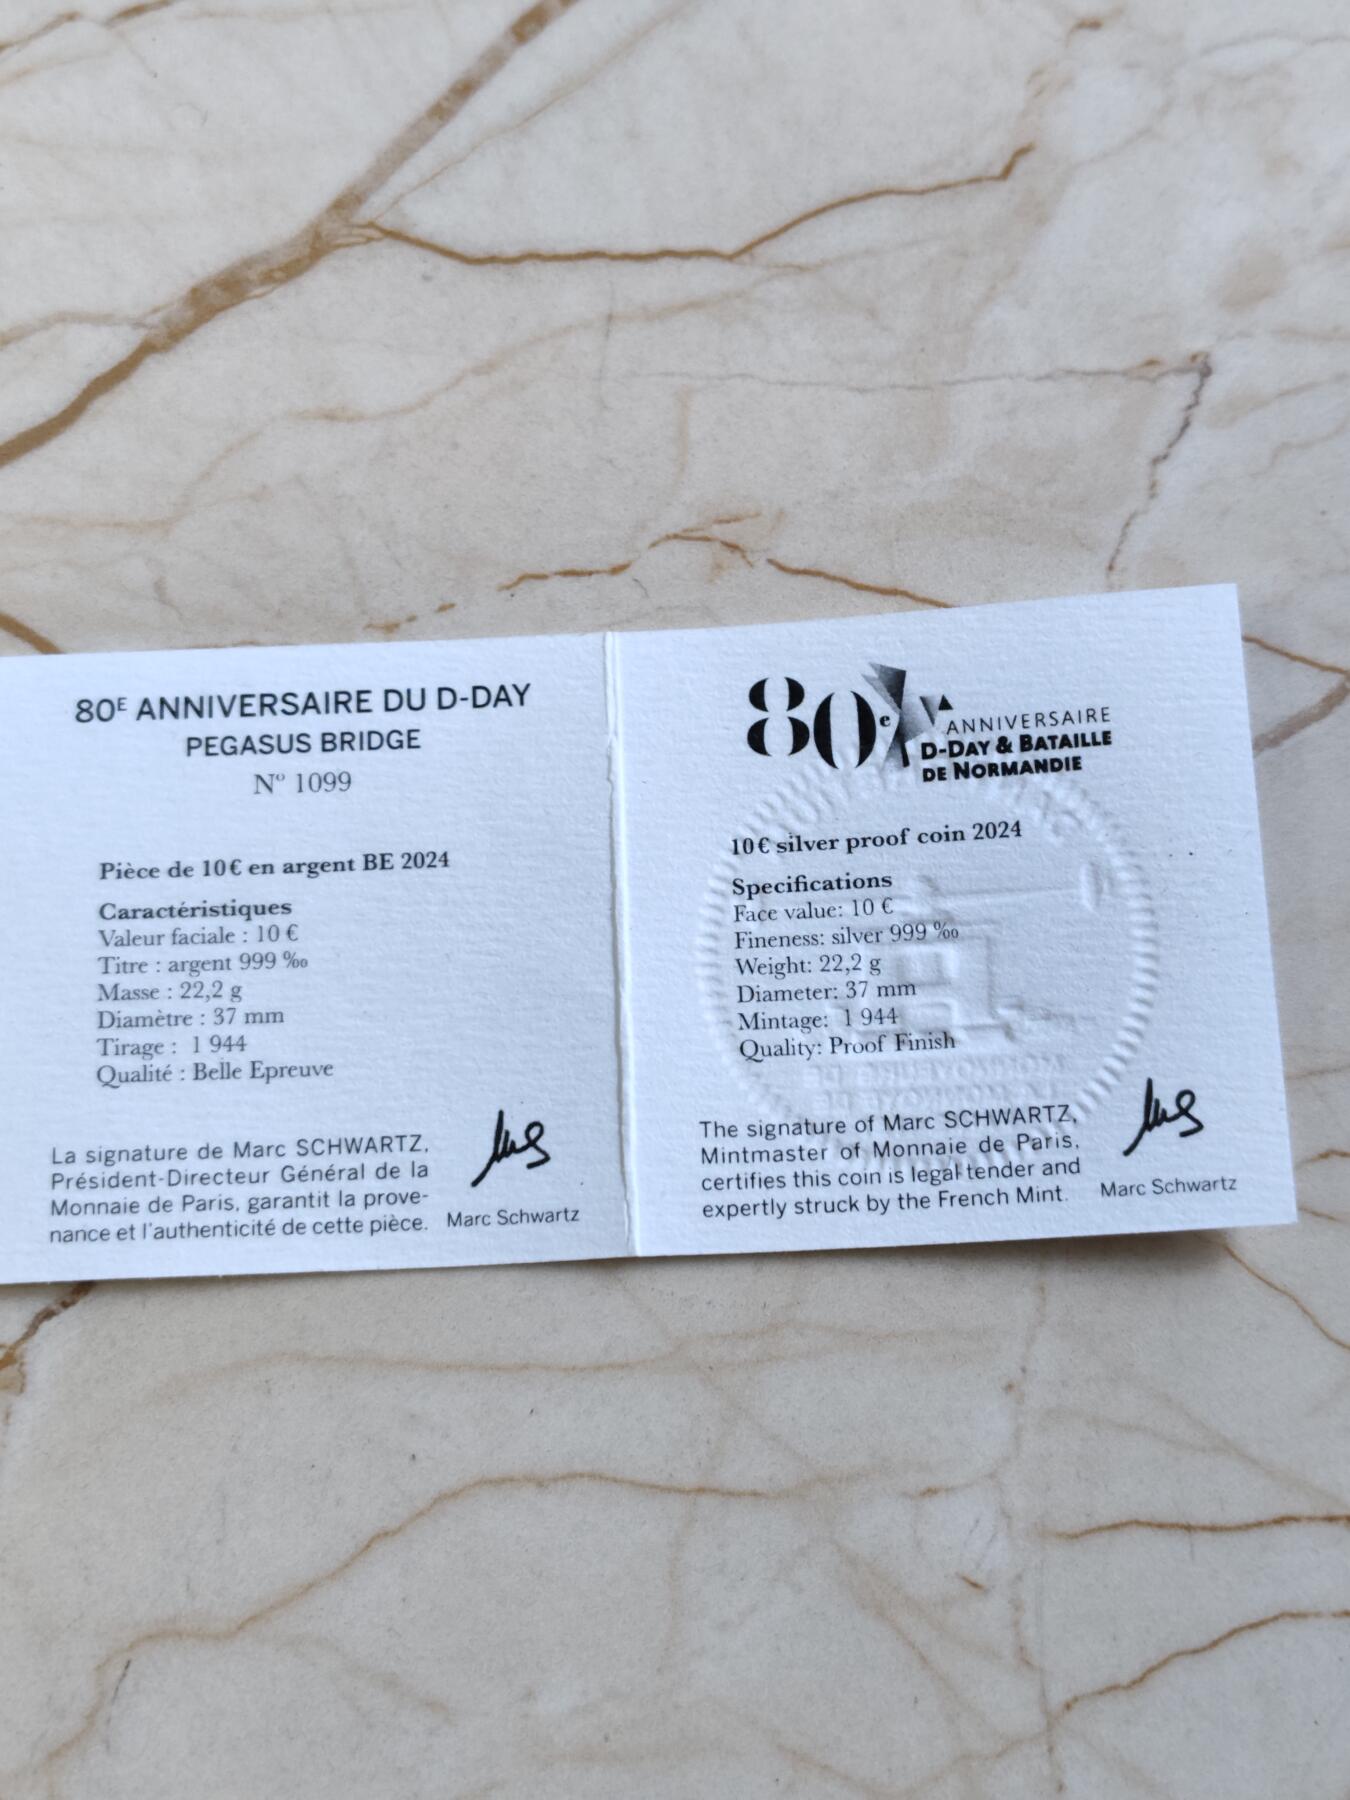 80E ANNIVERSAIRE DU D-DAY
PEGASUS BRIDGE
Nº 1099
Pièce de 10 € en argent BE 2024
Caractéristiques
Valeur faciale : 10 €
Titre : argent 999 ‰
Masse : 22,2 g
Diamètre : 37 mm
Tirage : 1 944
Qualité : Belle Epreuve
La signature de Marc SCHWARTZ,
Président-Directeur Général de la
Monnaie de Paris, garantit la prove-
nance et l'authenticité de cette pièce.
Marc Schwartz
80e ANNIVERSAIRE
D-DAY & BATAILLE
DE NORMANDIE
10 € silver proof coin 2024
Specifications
Face value: 10 €
Fineness: silver 999 ‰
Weight: 22,2 g
Diameter: 37 mm
Mintage: 1 944
Quality: Proof Finish
The signature of Marc SCHWARTZ,
Mintmaster of Monnaie de Paris,
certifies this coin is legal tender and
expertly struck by the French Mint.
Marc Schwartz